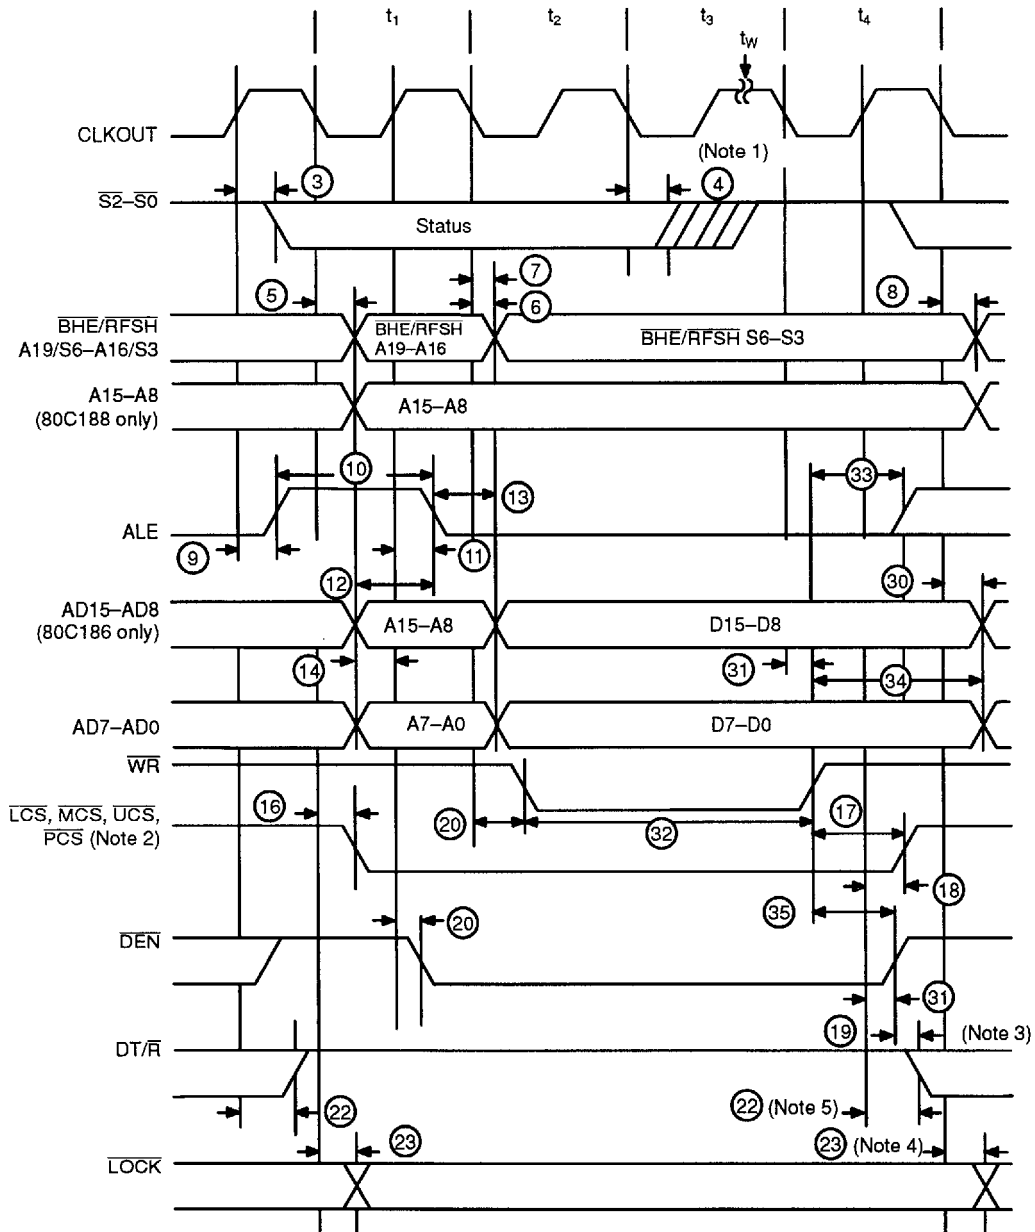 t1 t2 t3 t4
tW
CLKOUT
(Note 1)
3 4
S2–S0
Status
7
5 6 8
BHE/RFSH
A19/S6–A16/S3
BHE/RFSH
A19–A16
BHE/RFSH S6–S3
A15–A8
(80C188 only)
A15–A8
10 33
13
ALE
9 11
12 30
AD15–AD8
(80C186 only)
A15–A8
D15–D8
14 31
34
AD7–AD0
A7–A0
D7–D0
WR
LCS, MCS, UCS,
PCS (Note 2)
16 20 32 17
18
35
20
DEN
31
19 (Note 3)
DT/R
22 22 (Note 5)
23 23 (Note 4)
LOCK